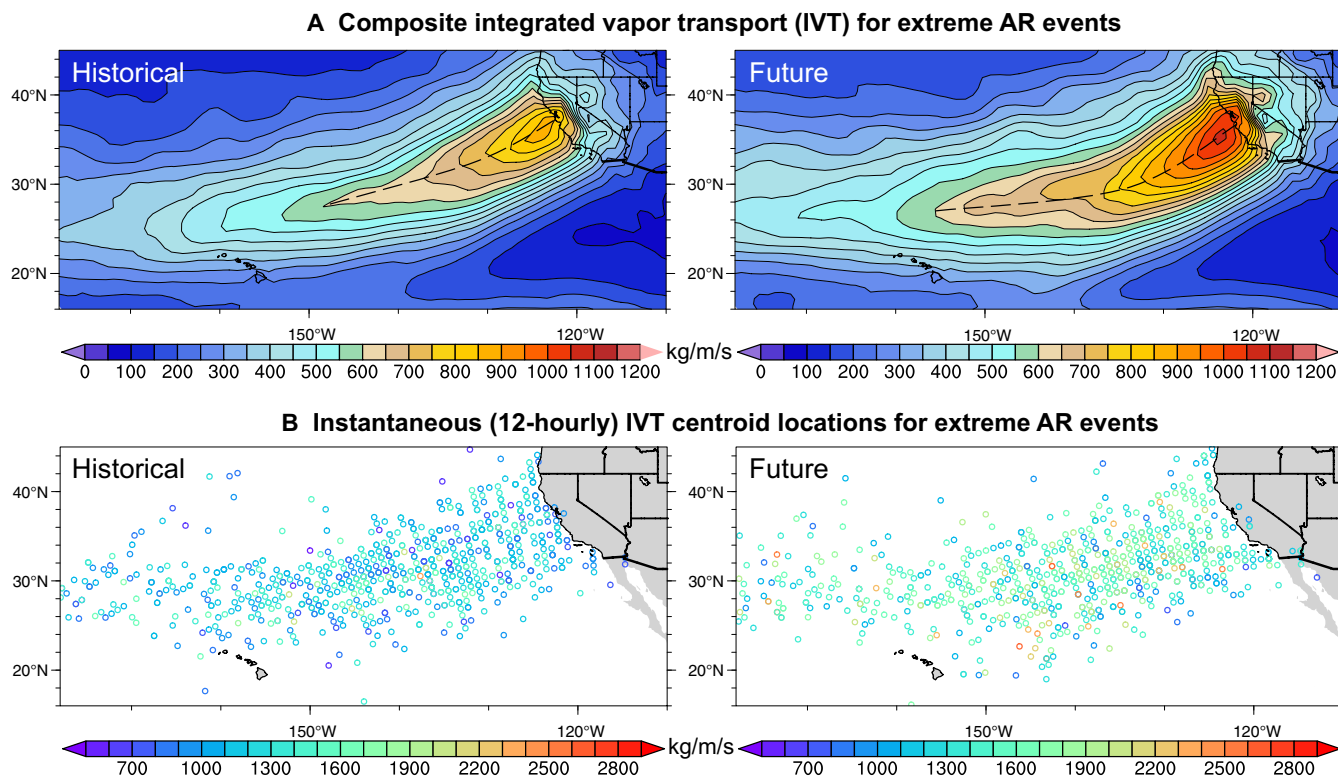 A Composite integrated vapor transport (IVT) for extreme AR events
Historical
Future
40°N
30°N
20°N
150°W 120°W
150°W 120°W
0 100 200 300 400 500 600 700 800 900 1000 1100 1200
kg/m/s
0 100 200 300 400 500 600 700 800 900 1000 1100 1200
B Instantaneous (12-hourly) IVT centroid locations for extreme AR events
Historical
Future
40°N
30°N
20°N
40°N
30°N
20°N
150°W 120°W
150°W 120°W
700 1000 1300 1600 1900 2200 2500 2800
kg/m/s
700 1000 1300 1600 1900 2200 2500 2800